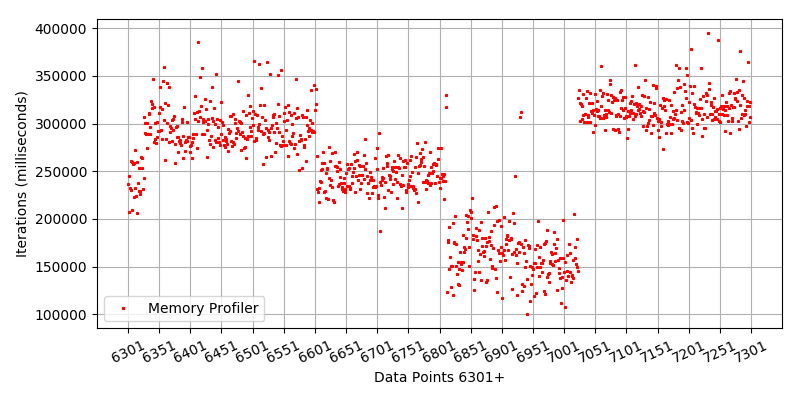 400000
350000
300000
250000
200000
150000
100000
Iterations (milliseconds)
Memory Profiler
6301 6351 6401 6451 6501 6551 6601 6651 6701 6751 6801 6851 6901 6951 7001 7051 7101 7151 7201 7251 7301
Data Points 6301+